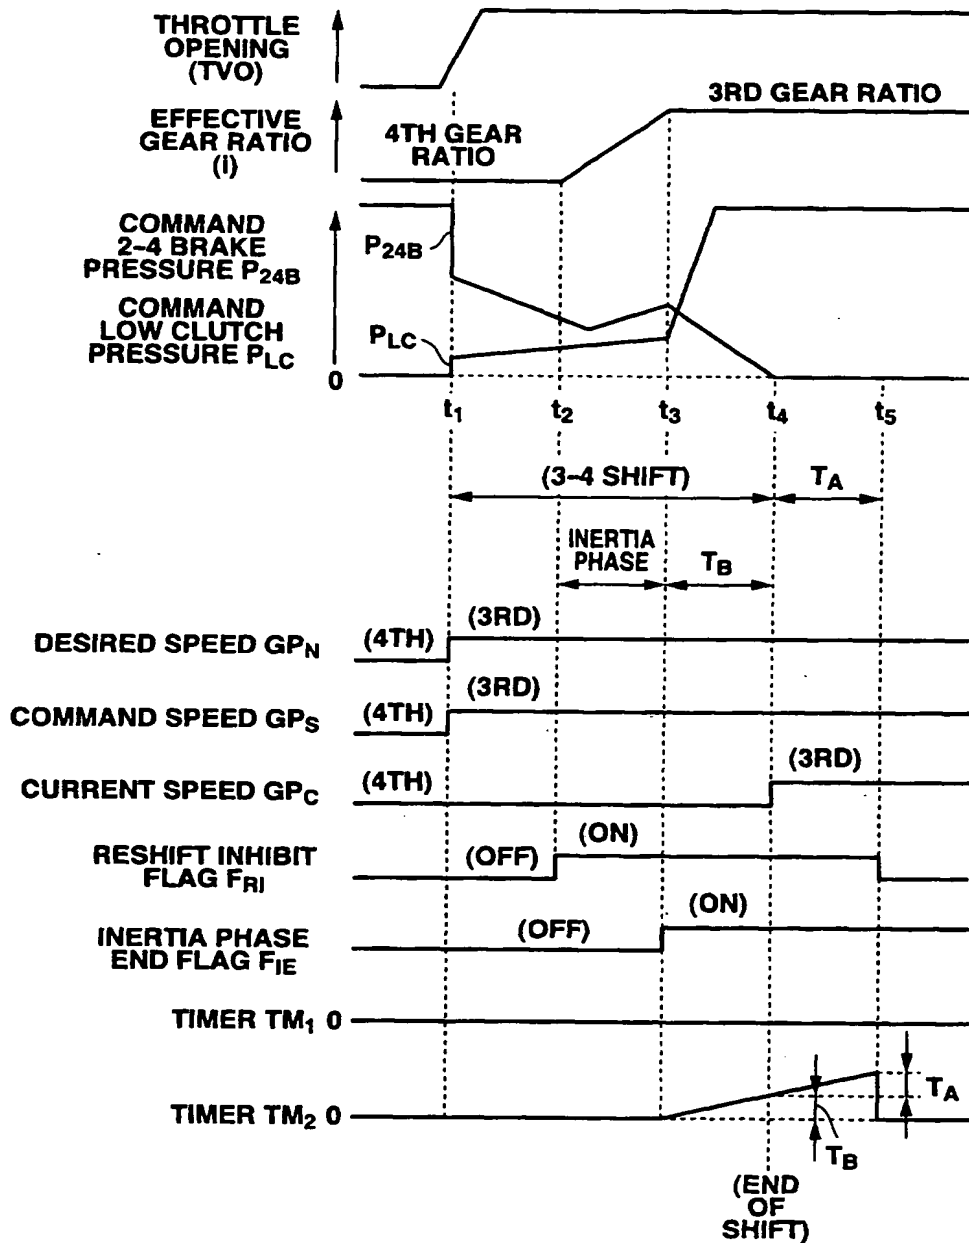 THROTTLE
OPENING
(TVO)
3RD GEAR RATIO
EFFECTIVE
GEAR RATIO
(i)
4TH GEAR
RATIO
COMMAND
2-4 BRAKE
PRESSURE P24B
P24B
COMMAND
LOW CLUTCH
PRESSURE PLC
PLC
0
t1 t2 t3 t4 t5
(3-4 SHIFT) TA
INERTIA
PHASE
TB
DESIRED SPEED GPN (4TH) (3RD)
COMMAND SPEED GPS (4TH) (3RD)
CURRENT SPEED GPC (4TH) (3RD)
RESHIFT INHIBIT
FLAG FRI
(OFF) (ON)
INERTIA PHASE
END FLAG FIE
(OFF) (ON)
TIMER TM1 0
TIMER TM2 0
TA
TB
(END
OF
SHIFT)